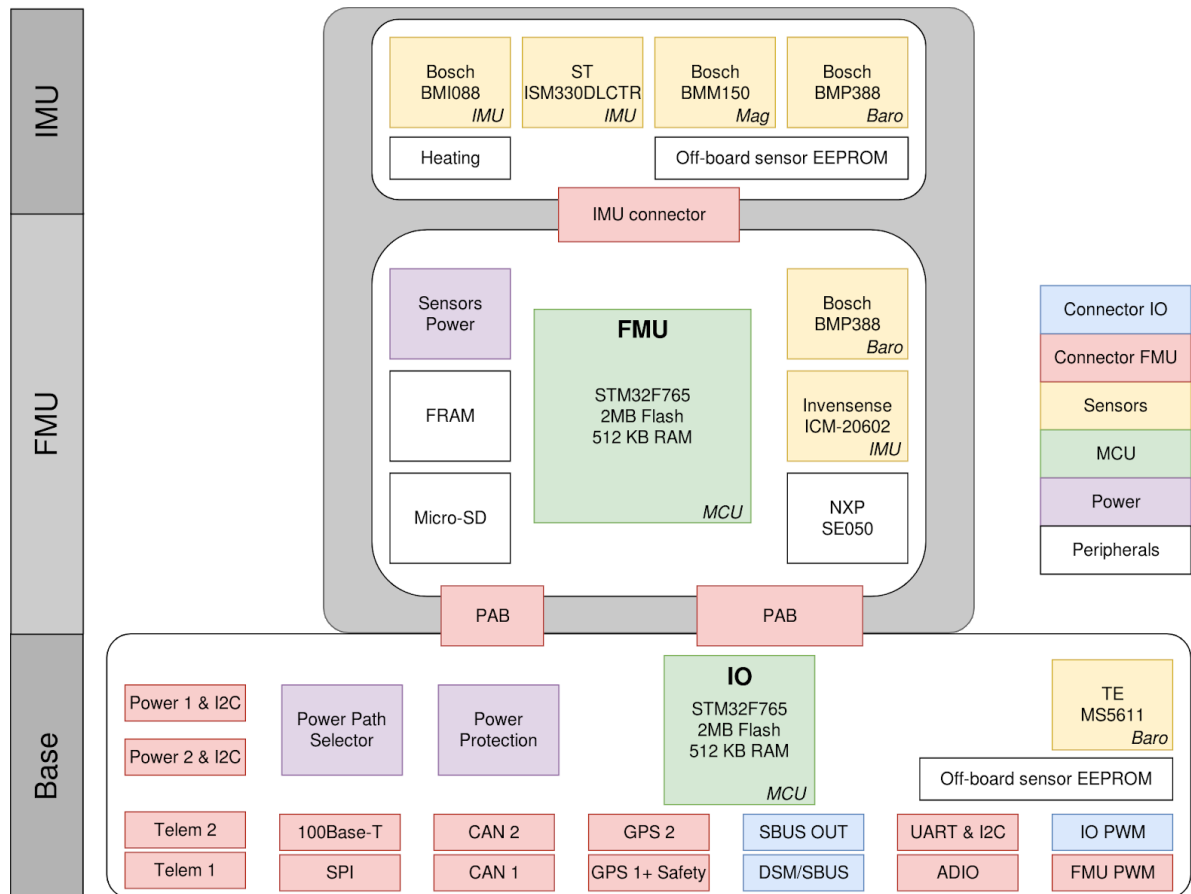 IMU
Bosch
BMI088
IMU
ST
ISM330DLCTR
IMU
Bosch
BMM150
Mag
Bosch
BMP388
Baro
Heating
Off-board sensor EEPROM
IMU connector
FMU
Sensors
Power
FMU
STM32F765
2MB Flash
512 KB RAM
MCU
Bosch
BMP388
Baro
FRAM
Invensense
ICM-20602
IMU
Micro-SD
NXP
SE050
Connector IO
Connector FMU
Sensors
MCU
Power
Peripherals
PAB
PAB
Base
Power 1 & I2C
Power 2 & I2C
Power Path
Selector
Power
Protection
IO
STM32F765
2MB Flash
512 KB RAM
MCU
TE
MS5611
Baro
Off-board sensor EEPROM
Telem 2
100Base-T
CAN 2
GPS 2
SBUS OUT
UART & I2C
IO PWM
Telem 1
SPI
CAN 1
GPS 1+ Safety
DSM/SBUS
ADIO
FMU PWM